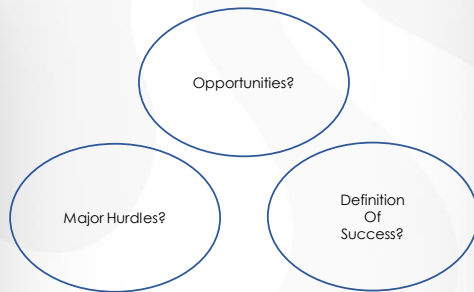 Opportunities?
Major Hurdles?
Definition
Of
Success?